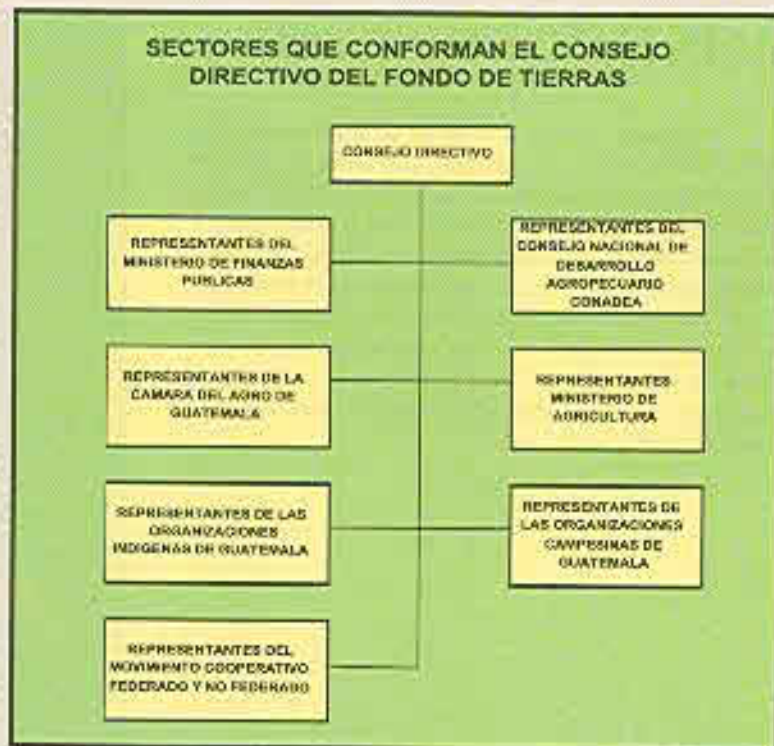 SECTORES QUE CONFORMAN EL CONSEJO
DIRECTIVO DEL FONDO DE TIERRAS
CONSEJO DIRECTIVO
REPRESENTANTES DEL
MINISTERIO DE FINANZAS
PUBLICAS
REPRESENTANTES DEL
CONSEJO NACIONAL DE
DESARROLLO
AGROPECUARIO
CONADEA
REPRESENTANTES DE LA
CAMARA DEL AGRO DE
GUATEMALA
REPRESENTANTES
MINISTERIO DE
AGRICULTURA
REPRESENTANTES DE LAS
ORGANIZACIONES
INDIGENAS DE GUATEMALA
REPRESENTANTES DE
LAS ORGANIZACIONES
CAMPESINAS DE
GUATEMALA
REPRESENTANTES DEL
MOVIMIENTO COOPERATIVO
FEDERADO Y NO FEDERADO